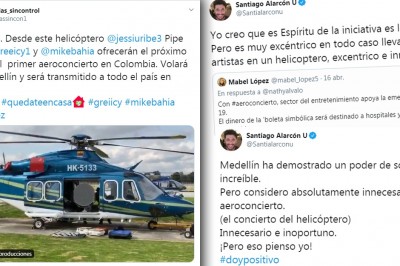 as_sincontrol
assincon1
. Desde este helicóptero @jessiuribe3 Pipe
reeicy1 y @mikebahia ofrecerán el próximo
l primer aeroconcierto en Colombia. Volará
ellín y será transmitido a todo el país en
#quedateencasa #greiicy #mikebahia
HK-5133
producciones
Santiago Alarcón U
@Santialarconu
Yo creo que es Espíritu de la iniciativa es l
Pero es muy excéntrico en todo caso lleva
artistas en un helicoptero, excentrico e inn
Mabel López @mabel_lopez5 · 16 abr.
En respuesta a @nathyalvalo
Con #aeroconcierto, sector del entretenimiento apoya la eme
19.
El dinero de la ´boleta simbólica será destinado a hospitales y
Santiago Alarcón U
@Santialarconu
Medellín ha demostrado un poder de so
increíble.
Pero considero absolutamente innecesa
aeroconcierto.
(el concierto del helicóptero)
Innecesario e inoportuno.
¡Pero eso pienso yo!
#doypositivo